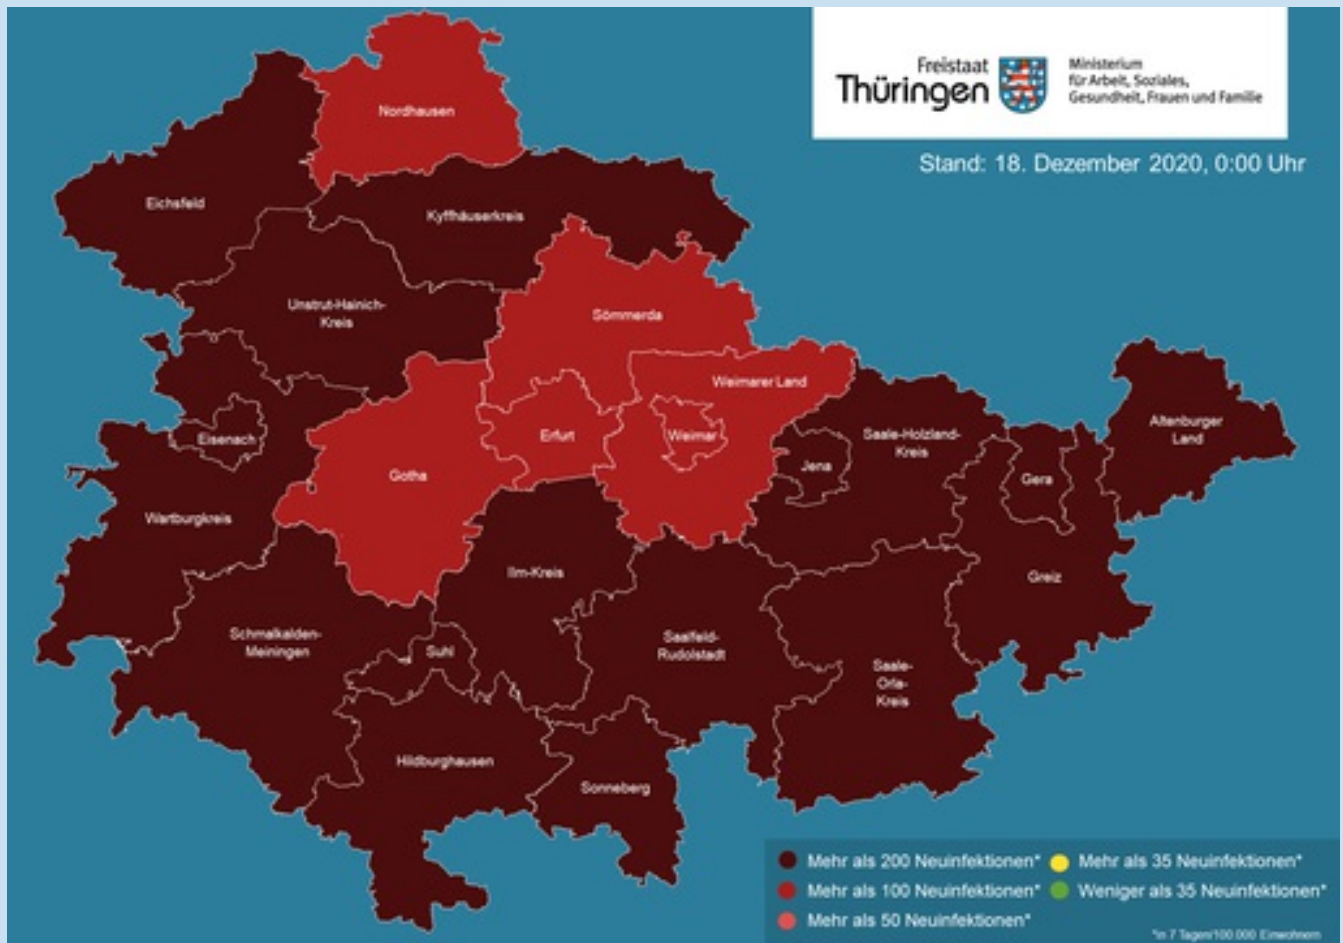 Freistaat
Thüringen
Ministerium
für Arbeit, Soziales,
Gesundheit, Frauen und Familie
Stand: 18. Dezember 2020, 0:00 Uhr
Nordhausen
Eichsfeld
Kyffhäuserkreis
Unstrut-Hainich-
Kreis
Sömmerda
Weimarer Land
Eisenach
Erfurt
Weimar
Saale-Holzland-
Kreis
Altenburger
Land
Jena
Gera
Gotha
Wartburgkreis
Ilm-Kreis
Greiz
Schmalkalden-
Meiningen
Suhl
Saalfeld-
Rudolstadt
Saale-
Orla-
Kreis
Hildburghausen
Sonneberg
Mehr als 200 Neuinfektionen*
Mehr als 35 Neuinfektionen*
Mehr als 100 Neuinfektionen*
Weniger als 35 Neuinfektionen*
Mehr als 50 Neuinfektionen*
*in 7 Tagen/100 000 Einwohnern